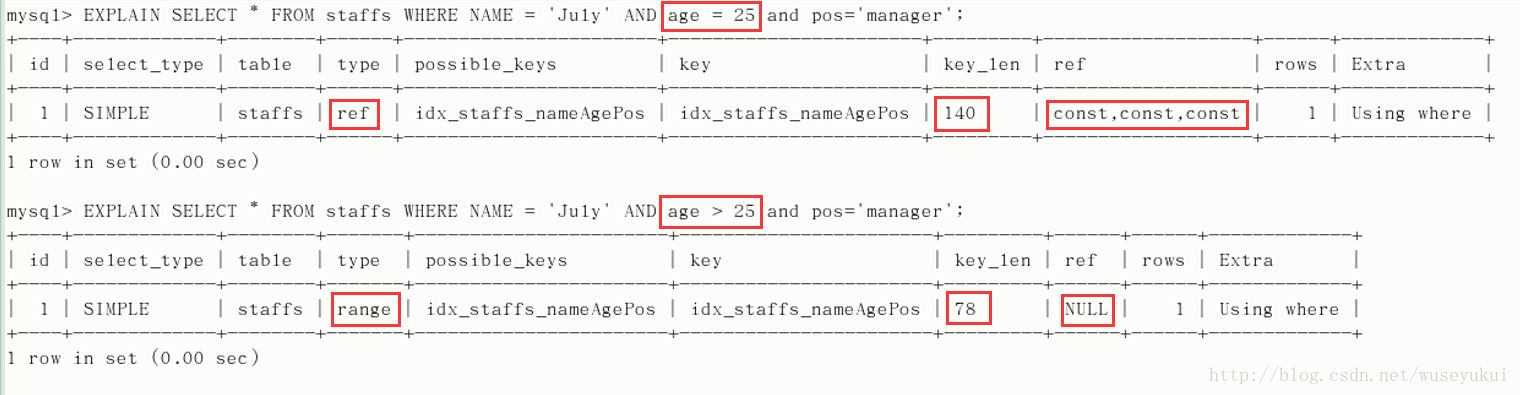 mysql> EXPLAIN SELECT * FROM staffs WHERE NAME = 'July' AND age = 25 and pos='manager';
+----+-------------+--------+------+-----------------------+-----------------------+---------+-------------------+------+-------------+
| id | select_type | table | type | possible_keys | key | key_len | ref | rows | Extra |
+----+-------------+--------+------+-----------------------+-----------------------+---------+-------------------+------+-------------+
| 1 | SIMPLE | staffs | ref | idx_staffs_nameAgePos | idx_staffs_nameAgePos | 140 | const,const,const | 1 | Using where |
+----+-------------+--------+------+-----------------------+-----------------------+---------+-------------------+------+-------------+
1 row in set (0.00 sec)
mysql> EXPLAIN SELECT * FROM staffs WHERE NAME = 'July' AND age > 25 and pos='manager';
+----+-------------+--------+-------+-----------------------+-----------------------+---------+------+------+-------------+
| id | select_type | table | type | possible_keys | key | key_len | ref | rows | Extra |
+----+-------------+--------+-------+-----------------------+-----------------------+---------+------+------+-------------+
| 1 | SIMPLE | staffs | range | idx_staffs_nameAgePos | idx_staffs_nameAgePos | 78 | NULL | 1 | Using where |
+----+-------------+--------+-------+-----------------------+-----------------------+---------+------+------+-------------+
1 row in set (0.00 sec)
http://blog.csdn.net/wuseyukui